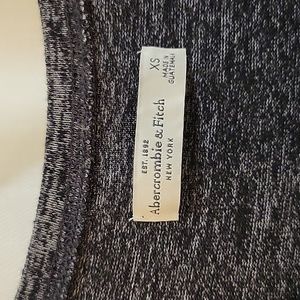 XS
MADE IN
GUATEMALA
EST. 1892
Abercrombie & Fitch
NEW YORK